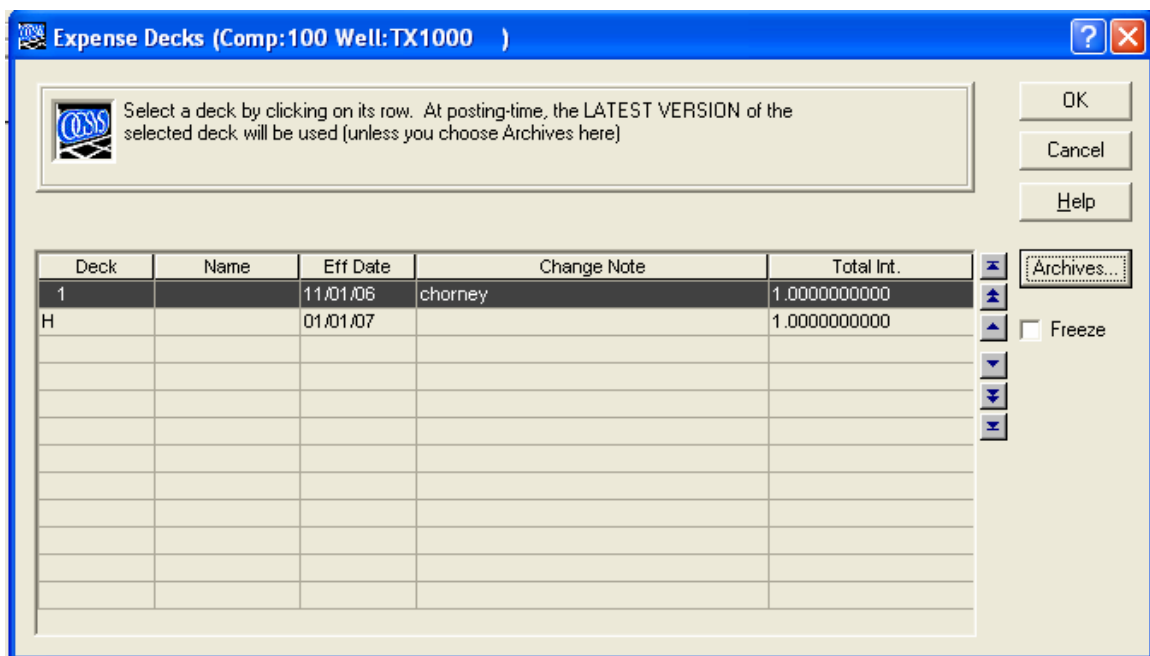 Expense Decks (Comp:100 Well:TX1000 )
Select a deck by clicking on its row. At posting-time, the LATEST VERSION of the
selected deck will be used (unless you choose Archives here)
OK
Cancel
Help
Deck Name Eff Date Change Note Total Int.
1 11/01/06 chorney 1.0000000000
H 01/01/07 1.0000000000
Archives...
Freeze